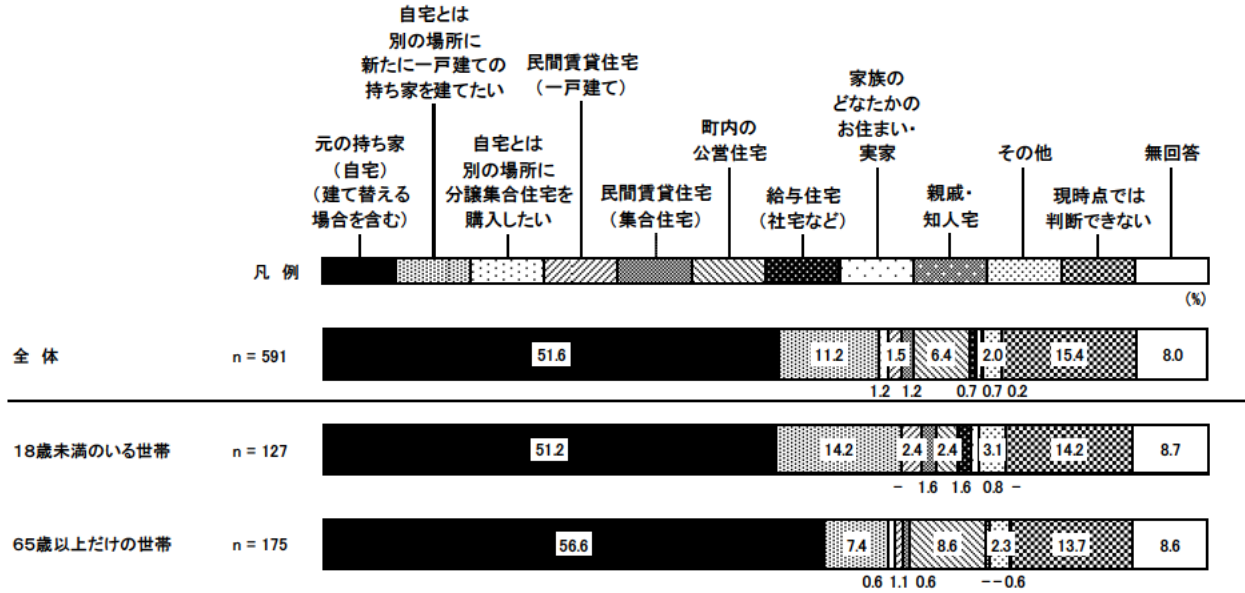 自宅とは
別の場所に
新たに一戸建ての
持ち家を建てたい
民間賃貸住宅
(一戸建て)
家族の
どなたかの
お住まい・
実家
元の持ち家
(自宅)
(建て替える
場合を含む)
自宅とは
別の場所に
分譲集合住宅を
購入したい
民間賃貸住宅
(集合住宅)
町内の
公営住宅
給与住宅
(社宅など)
親戚・
知人宅
その他
現時点では
判断できない
無回答
凡 例
(%)
全 体 n = 591 51.6 11.2 1.5 6.4 2.0 15.4 8.0
1.2 1.2 0.7 0.7 0.2
18歳未満のいる世帯 n = 127 51.2 14.2 2.4 2.4 3.1 14.2 8.7
- 1.6 1.6 0.8 -
65歳以上だけの世帯 n = 175 56.6 7.4 8.6 2.3 13.7 8.6
0.6 1.1 0.6 - - 0.6